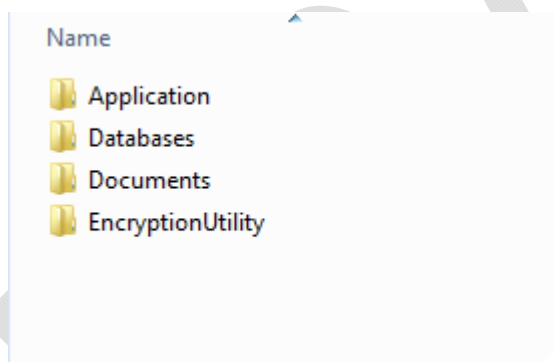 Name
Application
Databases
Documents
EncryptionUtility